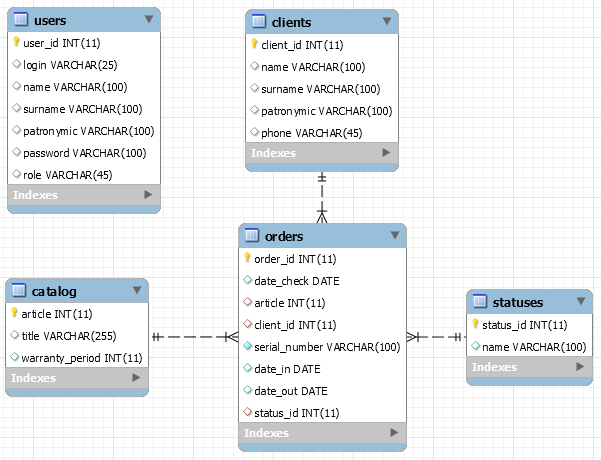 users
user_id INT(11)
login VARCHAR(25)
name VARCHAR(100)
surname VARCHAR(100)
patronymic VARCHAR(100)
password VARCHAR(100)
role VARCHAR(45)
Indexes
clients
client_id INT(11)
name VARCHAR(100)
surname VARCHAR(100)
patronymic VARCHAR(100)
phone VARCHAR(45)
Indexes
catalog
article INT(11)
title VARCHAR(255)
warranty_period INT(11)
Indexes
orders
order_id INT(11)
date_check DATE
article INT(11)
client_id INT(11)
serial_number VARCHAR(100)
date_in DATE
date_out DATE
status_id INT(11)
Indexes
statuses
status_id INT(11)
name VARCHAR(100)
Indexes